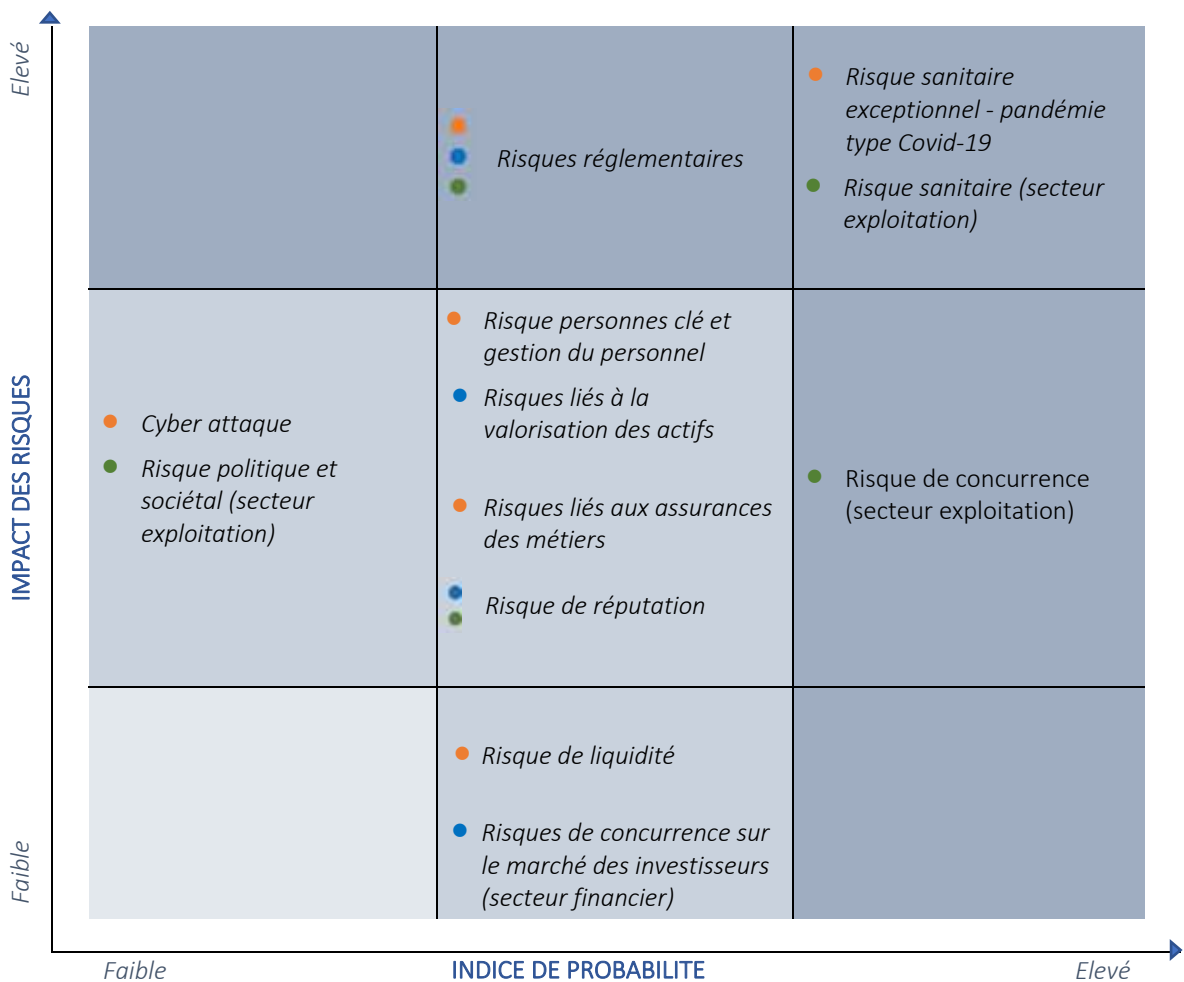 Elevé
IMPACT DES RISQUES
Faible
Risques réglementaires
Risque sanitaire
exceptionnel - pandémie
type Covid-19
Risque sanitaire (secteur
exploitation)
Cyber attaque
Risque politique et
sociétal (secteur
exploitation)
Risque personnes clé et
gestion du personnel
Risques liés à la
valorisation des actifs
Risques liés aux assurances
des métiers
Risque de réputation
Risque de concurrence
(secteur exploitation)
Risque de liquidité
Risques de concurrence sur
le marché des investisseurs
(secteur financier)
Faible
INDICE DE PROBABILITE
Elevé